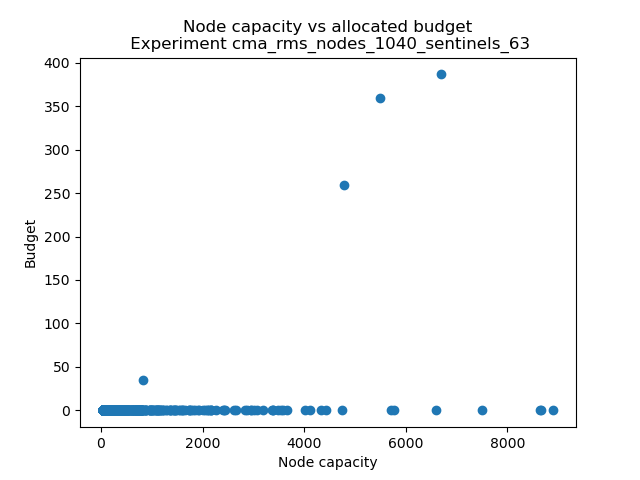 Node capacity vs allocated budget
Experiment cma_rms_nodes_1040_sentinels_63
400
350
300
250
200
150
100
50
0
Budget
0 2000 4000 6000 8000
Node capacity